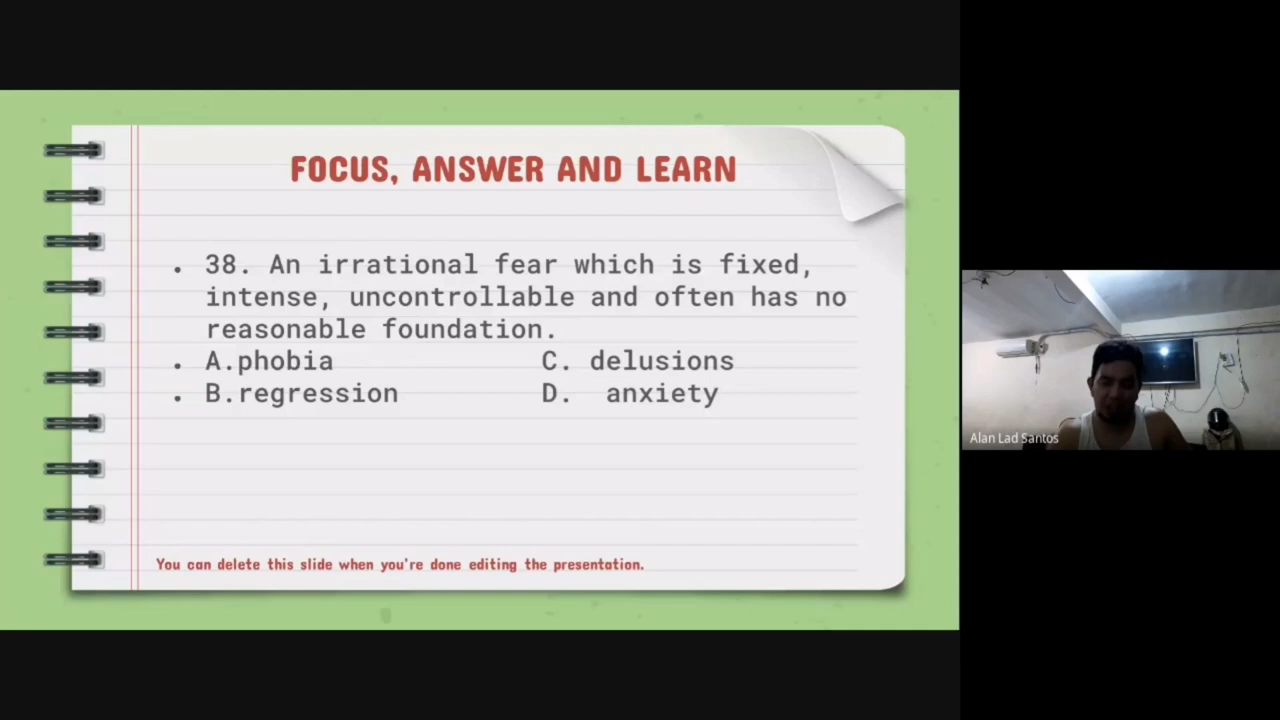 FOCUS, ANSWER AND LEARN
• 38. An irrational fear which is fixed,
intense, uncontrollable and often has no
reasonable foundation.
• A.phobia C. delusions
• B.regression D. anxiety
You can delete this slide when you're done editing the presentation.
Alan Lad Santos